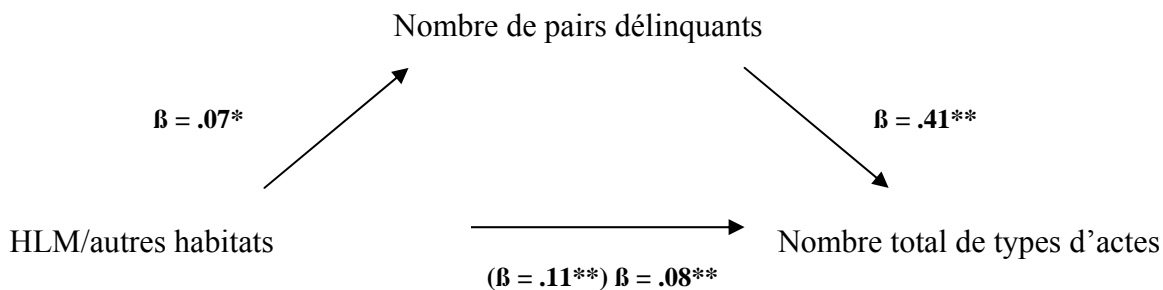 Nombre de pairs délinquants
ß = .07*
ß = .41**
HLM/autres habitats
Nombre total de types d’actes
(ß = .11**) ß = .08**